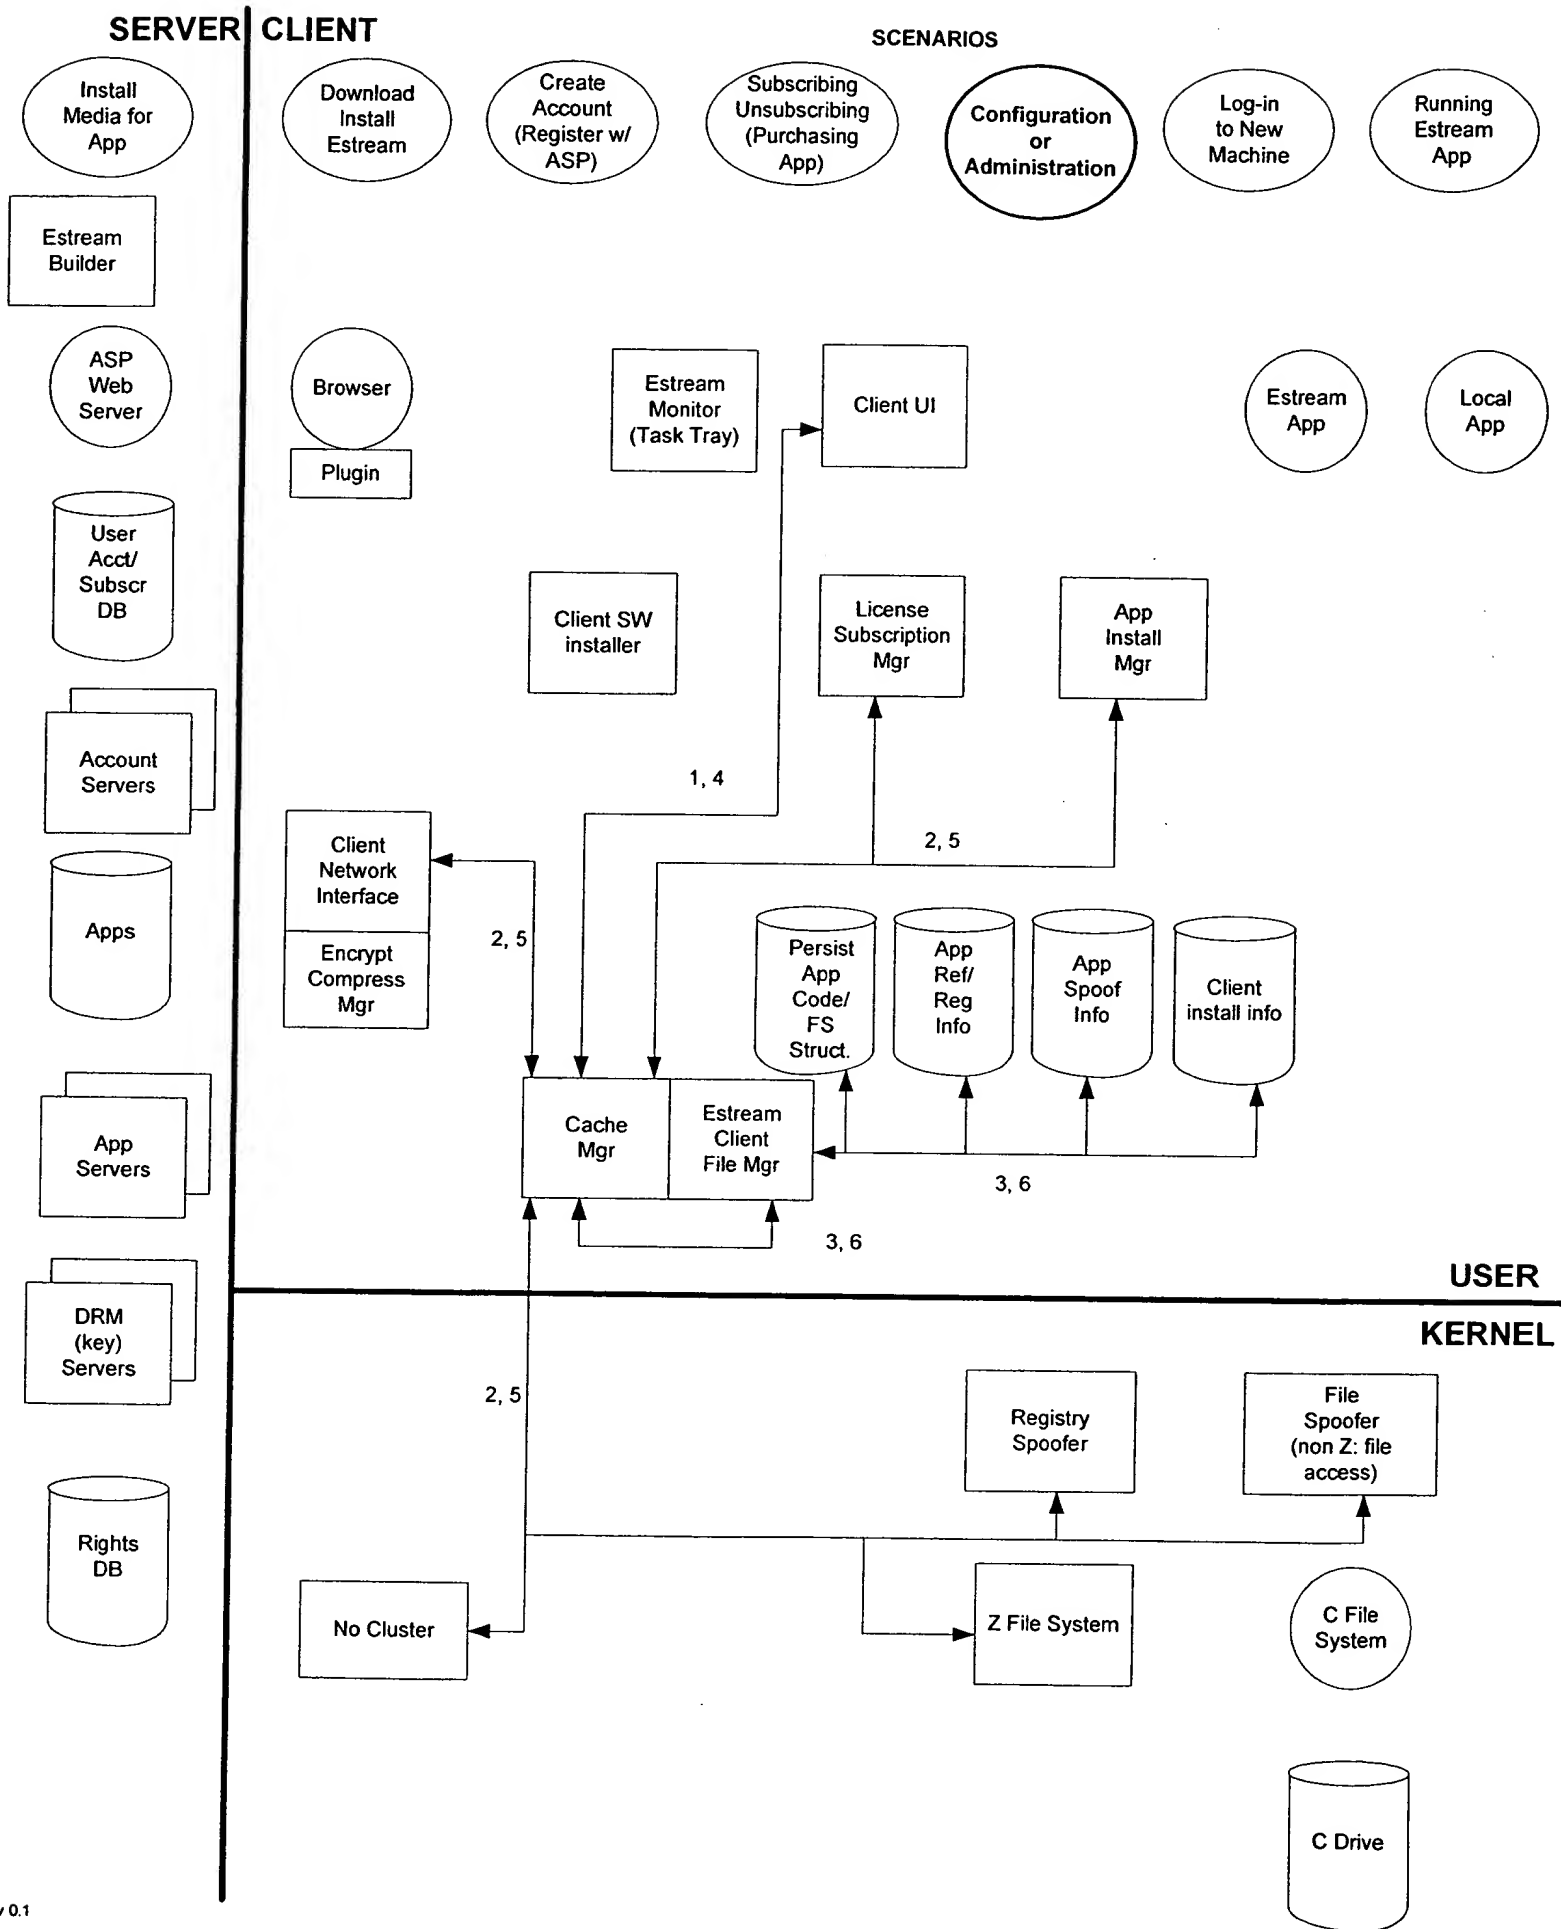 SERVER CLIENT
SCENARIOS
Install
Media for
App
Download
Install
Estream
Create
Account
(Register w/
ASP)
Subscribing
Unsubscribing
(Purchasing
App)
Configuration
or
Administration
Log-in
to New
Machine
Running
Estream
App
Estream
Builder
ASP
Web
Server
Browser
Plugin
Estream
Monitor
(Task Tray)
Client UI
Estream
App
Local
App
User
Acct/
Subscr
DB
Client SW
installer
License
Subscription
Mgr
App
Install
Mgr
Account
Servers
1, 4
2, 5
Client
Network
Interface
Encrypt
Compress
Mgr
2, 5
Apps
Persist
App
Code/
FS
Struct.
App
Ref/
Reg
Info
App
Spoof
Info
Client
install info
App
Servers
Cache
Mgr
Estream
Client
File Mgr
3, 6
3, 6
USER
KERNEL
DRM
(key)
Servers
2, 5
Registry
Spoofer
File
Spoofer
(non Z: file
access)
Rights
DB
No Cluster
Z File System
C File
System
C Drive
0.1